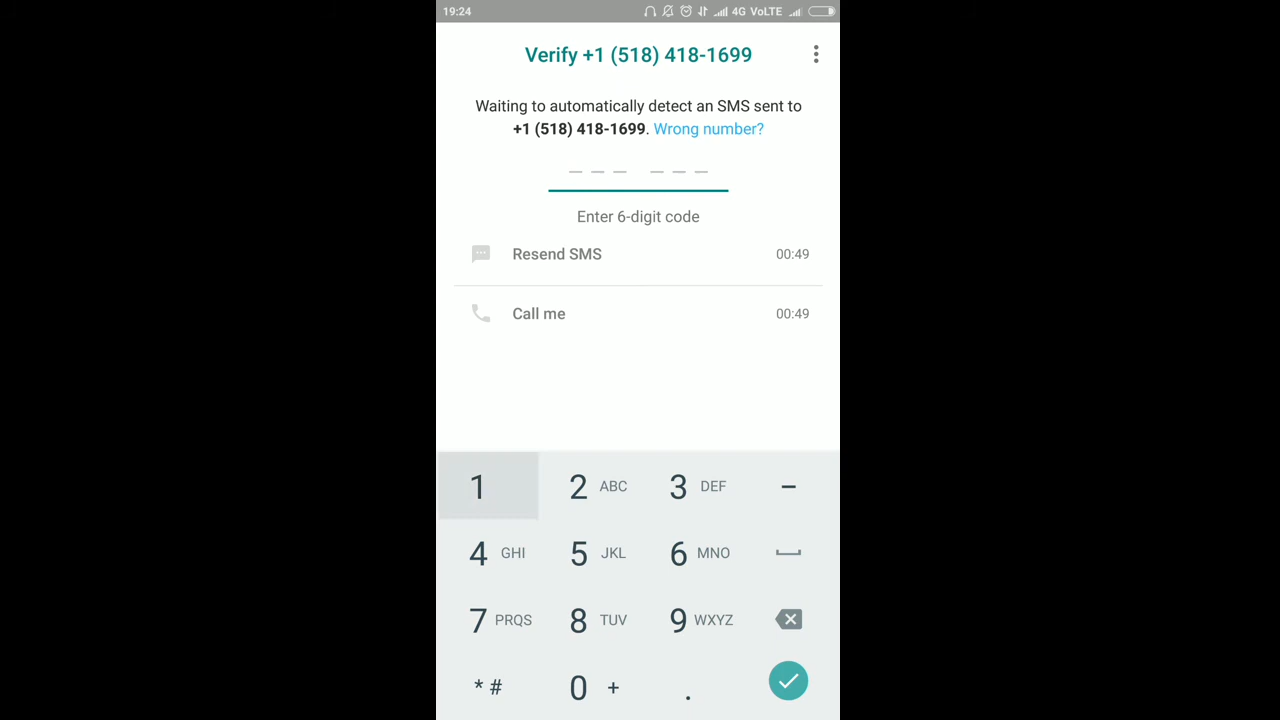 19:24 4G VoLTE
Verify +1 (518) 418-1699
Waiting to automatically detect an SMS sent to
+1 (518) 418-1699. Wrong number?
Enter 6-digit code
Resend SMS 00:49
Call me 00:49
1 2 ABC 3 DEF –
4 GHI 5 JKL 6 MNO
7 PRQS 8 TUV 9 WXYZ
* # 0 + .